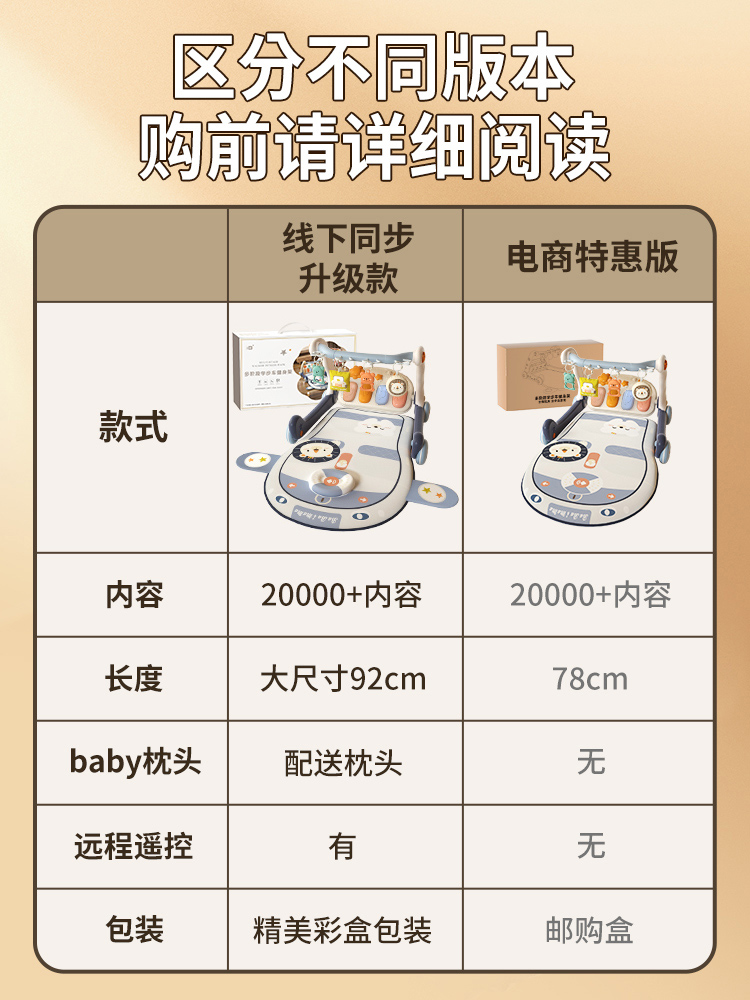 区分不同版本
购前请详细阅读
线下同步
升级款
电商特惠版
款式
内容
20000+内容
20000+内容
长度
大尺寸92cm
78cm
baby枕头
配送枕头
无
远程遥控
有
无
包装
精美彩盒包装
邮购盒